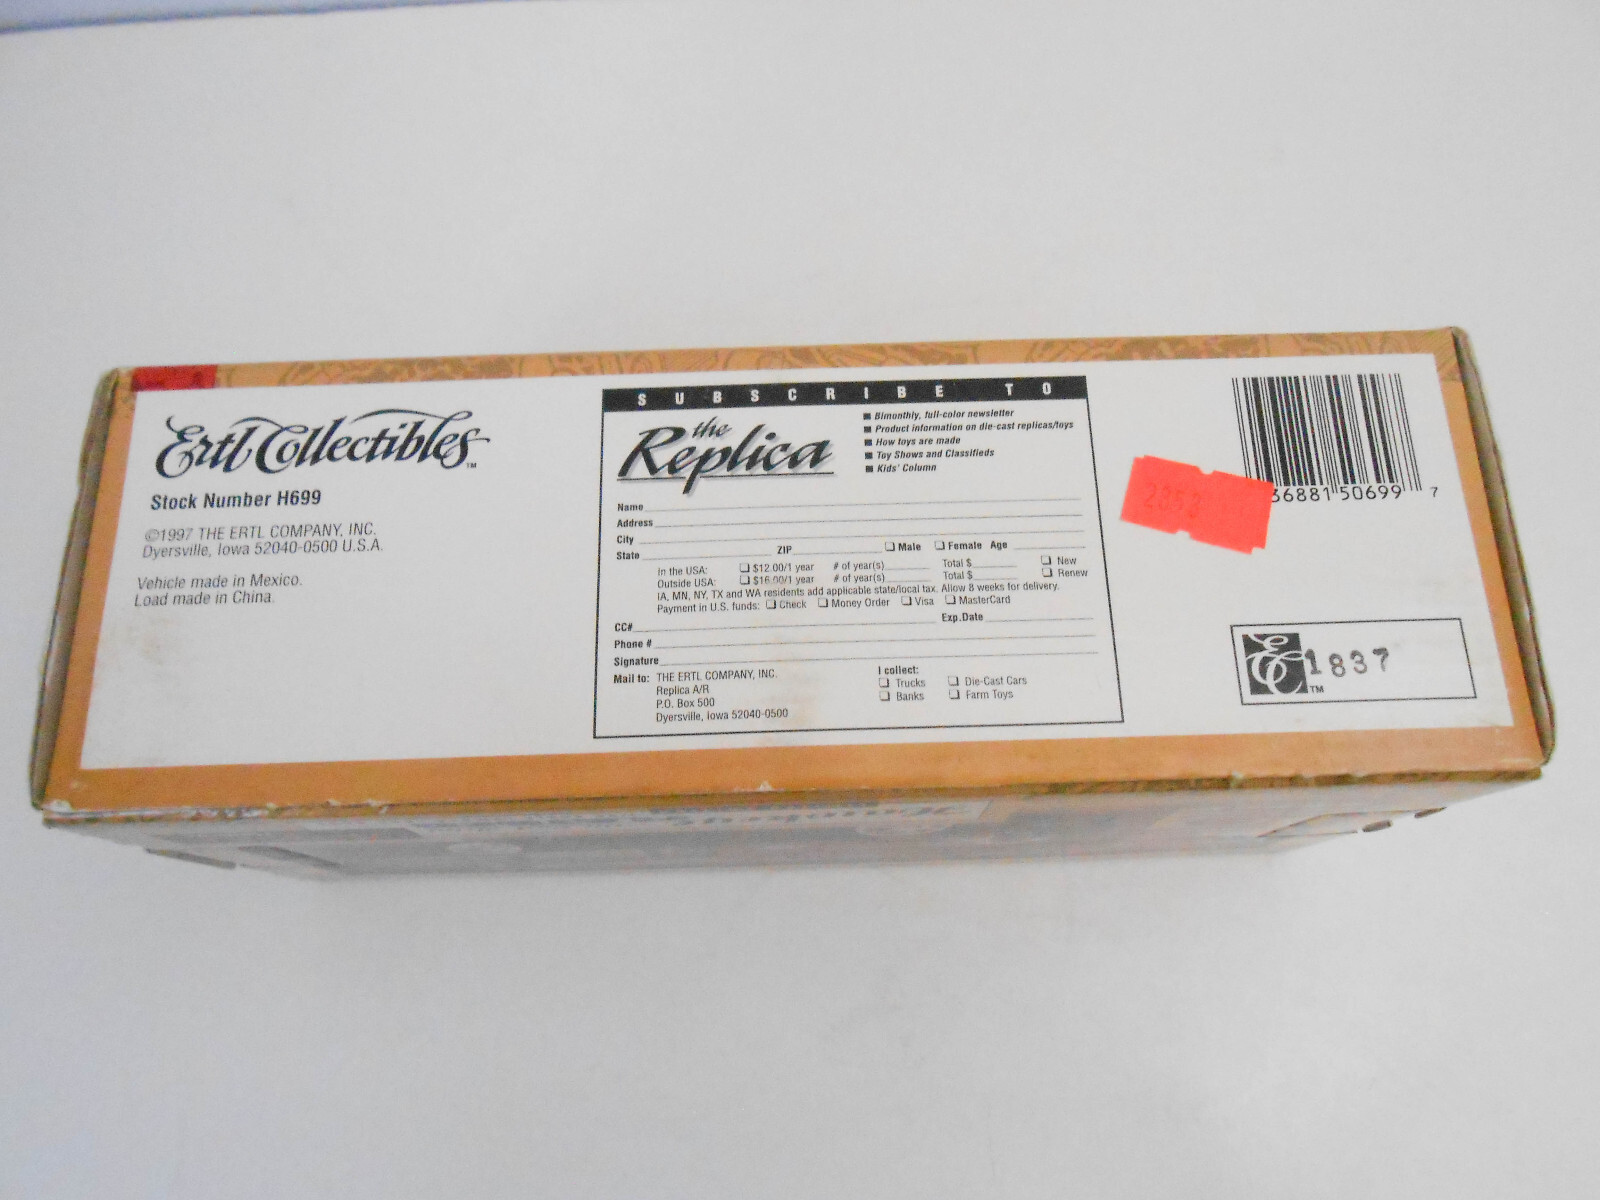 Ertl Collectibles™
Stock Number H699
©1997 THE ERTL COMPANY, INC.
Dyersville, Iowa 52040-0500 U.S.A.
Vehicle made in Mexico.
Load made in China.
SUBSCRIBE TO
the
Replica
■ Bimonthly, full-color newsletter
■ Product information on die-cast replicas/toys
■ How toys are made
■ Toy Shows and Classifieds
■ Kids' Column
Name
Address
City
State ZIP ❏ Male ❏ Female Age
In the USA: ❏ $12.00/1 year # of year(s) Total $ ❏ New
Outside USA: ❏ $16.00/1 year # of year(s) Total $ ❏ Renew
IA, MN, NY, TX and WA residents add applicable state/local tax. Allow 8 weeks for delivery.
Payment in U.S. funds: ❏ Check ❏ Money Order ❏ Visa ❏ MasterCard
CC# Exp.Date
Phone #
Signature
Mail to: THE ERTL COMPANY, INC.
Replica A/R
P.O. Box 500
Dyersville, Iowa 52040-0500
I collect:
❏ Trucks ❏ Die-Cast Cars
❏ Banks ❏ Farm Toys
2353
36881 50699 7
EC™ 1837